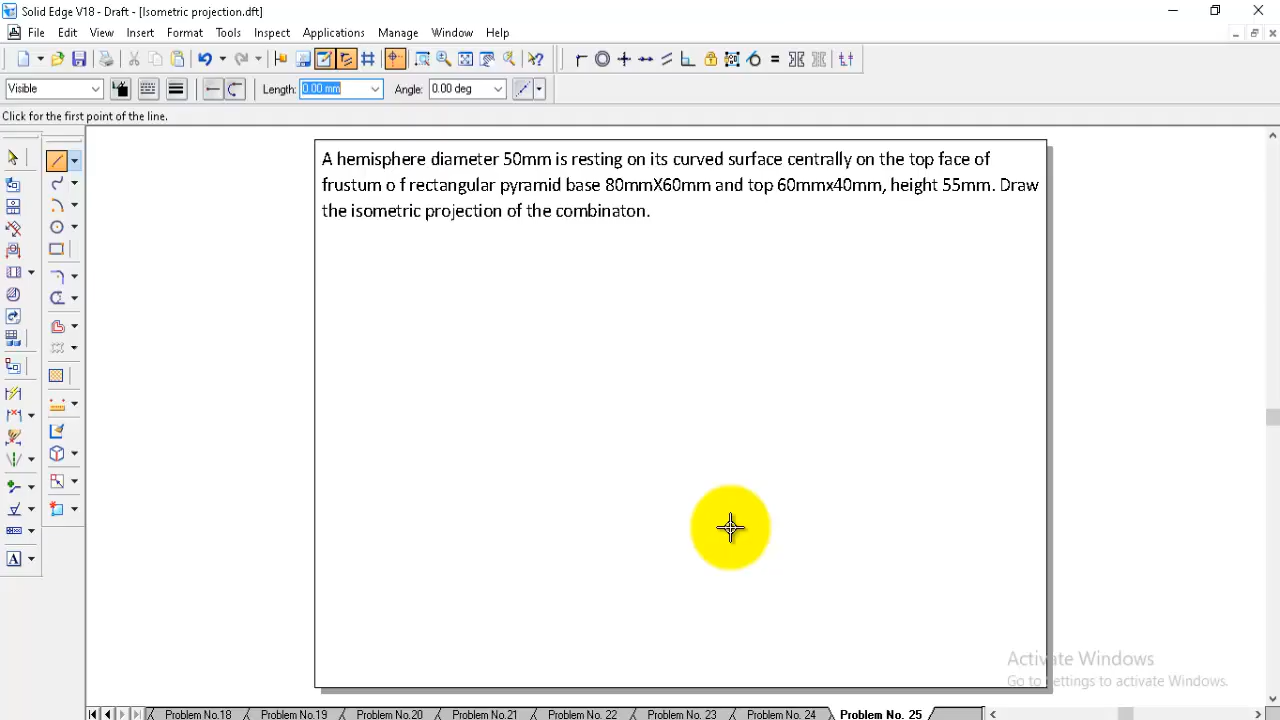 Solid Edge V18 - Draft - [Isometric projection.dft]
File Edit View Insert Format Tools Inspect Applications Manage Window Help
Visible Length: 0.00 mm Angle: 0.00 deg
Click for the first point of the line.
A hemisphere diameter 50mm is resting on its curved surface centrally on the top face of
frustum o f rectangular pyramid base 80mmX60mm and top 60mmx40mm, height 55mm. Draw
the isometric projection of the combinaton.
Activate Windows
Go to Settings to activate Windows.
Problem No.18 Problem No.19 Problem No.20 Problem No.21 Problem No. 22 Problem No. 23 Problem No. 24 Problem No. 25